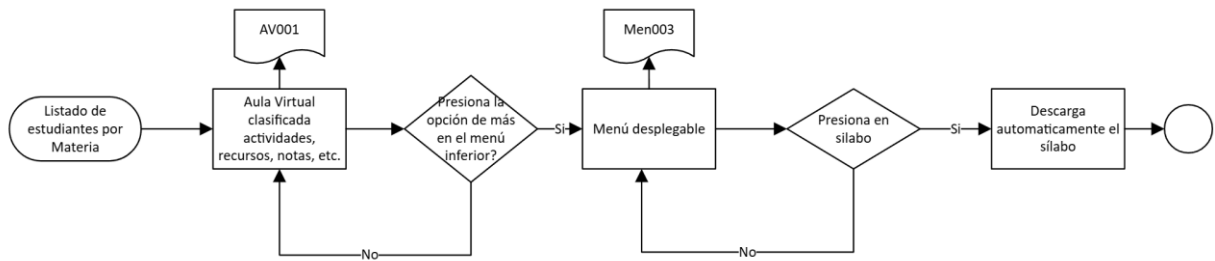 AV001
Men003
Listado de
estudiantes por
Materia
Aula Virtual
clasificada
actividades,
recursos, notas, etc.
Presiona la
opción de más
en el menú
inferior?
Si
Menú desplegable
Presiona en
silabo
Si
Descarga
automaticamente el
sílabo
No
No